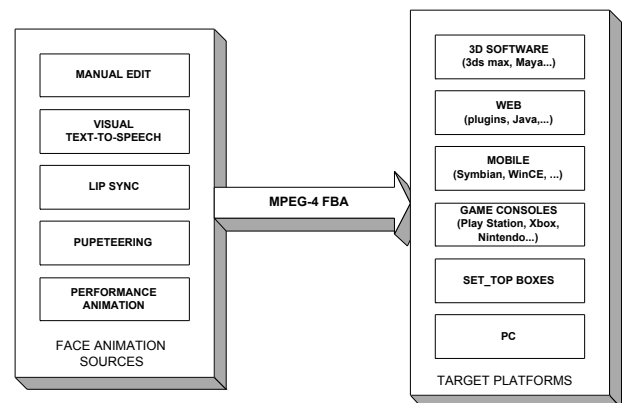 MANUAL EDIT
VISUAL
TEXT-TO-SPEECH
LIP SYNC
PUPETEERING
PERFORMANCE
ANIMATION
FACE ANIMATION
SOURCES
MPEG-4 FBA
3D SOFTWARE
(3ds max, Maya...)
WEB
(plugins, Java,...)
MOBILE
(Symbian, WinCE, ...)
GAME CONSOLES
(Play Station, Xbox,
Nintendo...)
SET_TOP BOXES
PC
TARGET PLATFORMS